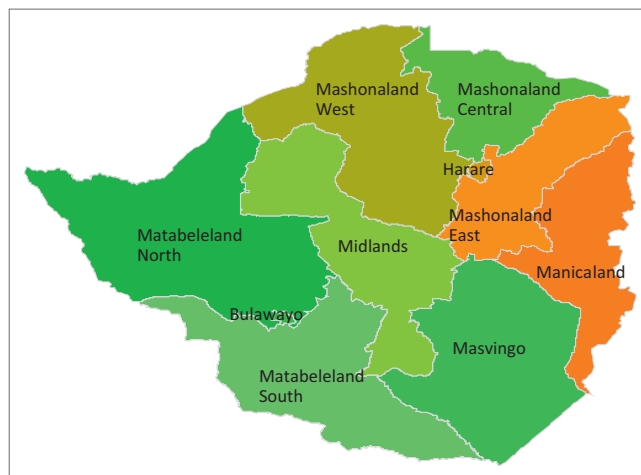 Mashonaland
West
Mashonaland
Central
Harare
Mashonaland
East
Matabeleland
North
Midlands
Manicaland
Bulawayo
Masvingo
Matabeleland
South